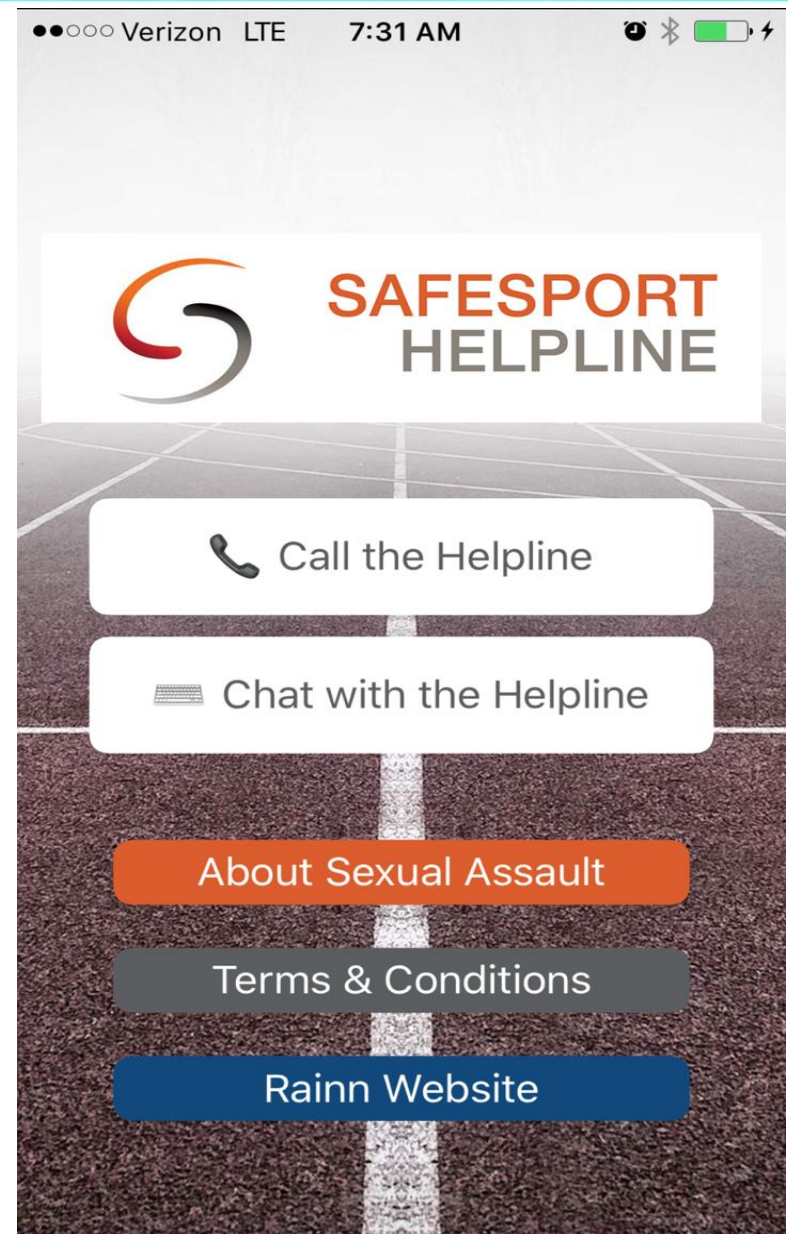 Verizon LTE 7:31 AM
SAFESPORT
HELPLINE
Call the Helpline
Chat with the Helpline
About Sexual Assault
Terms & Conditions
Rainn Website